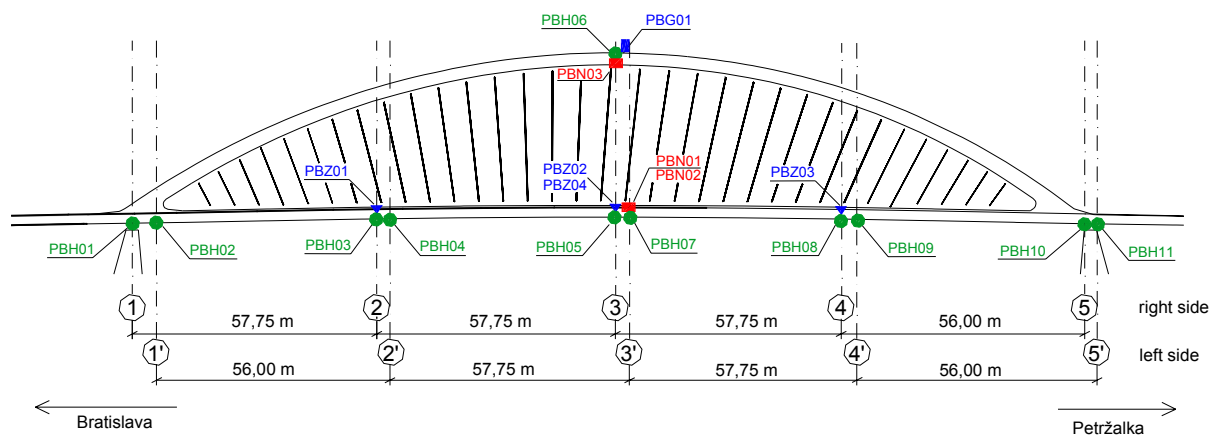 PBH06 PBG01
PBN03
PBZ01 PBZ02 PBN01 PBZ03
PBZ04 PBN02
PBH01 PBH02 PBH03 PBH04 PBH05 PBH07 PBH08 PBH09 PBH10 PBH11
1 2 3 4 5 right side
57,75 m 57,75 m 57,75 m 56,00 m
1' 2' 3' 4' 5' left side
56,00 m 57,75 m 57,75 m 56,00 m
Bratislava Petržalka